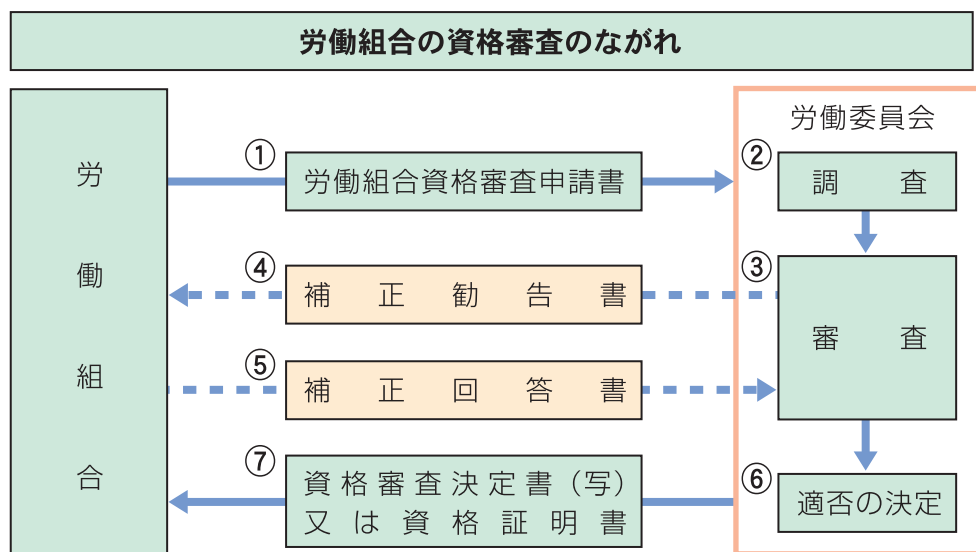 労働組合の資格審査のながれ
労働組合
労働委員会
①
労働組合資格審査申請書
②
調査
④
補正勧告書
③
審査
⑤
補正回答書
⑦
資格審査決定書（写）
又は資格証明書
⑥
適否の決定